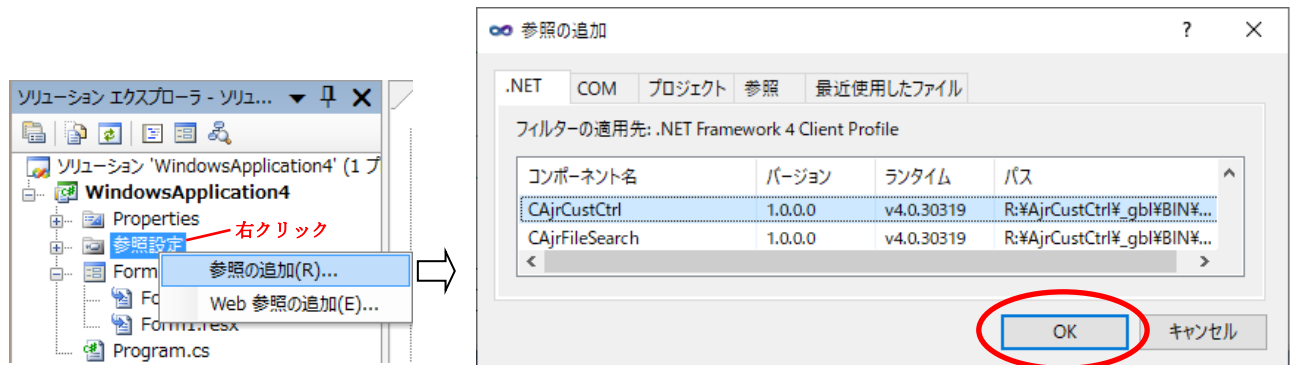 ソリューション エクスプローラ - ソリュ...
ソリューション 'WindowsApplication4' (1 プ
WindowsApplication4
Properties
参照設定
右クリック
Form
参照の追加(R)...
Fo
Web 参照の追加(E)...
Form1.resx
Program.cs
参照の追加
.NET COM プロジェクト 参照 最近使用したファイル
フィルターの適用先: .NET Framework 4 Client Profile
コンポーネント名 バージョン ランタイム パス
CAjrCustCtrl 1.0.0.0 v4.0.30319 R:¥AjrCustCtrl¥_gbl¥BIN¥...
CAjrFileSearch 1.0.0.0 v4.0.30319 R:¥AjrCustCtrl¥_gbl¥BIN¥...
OK キャンセル